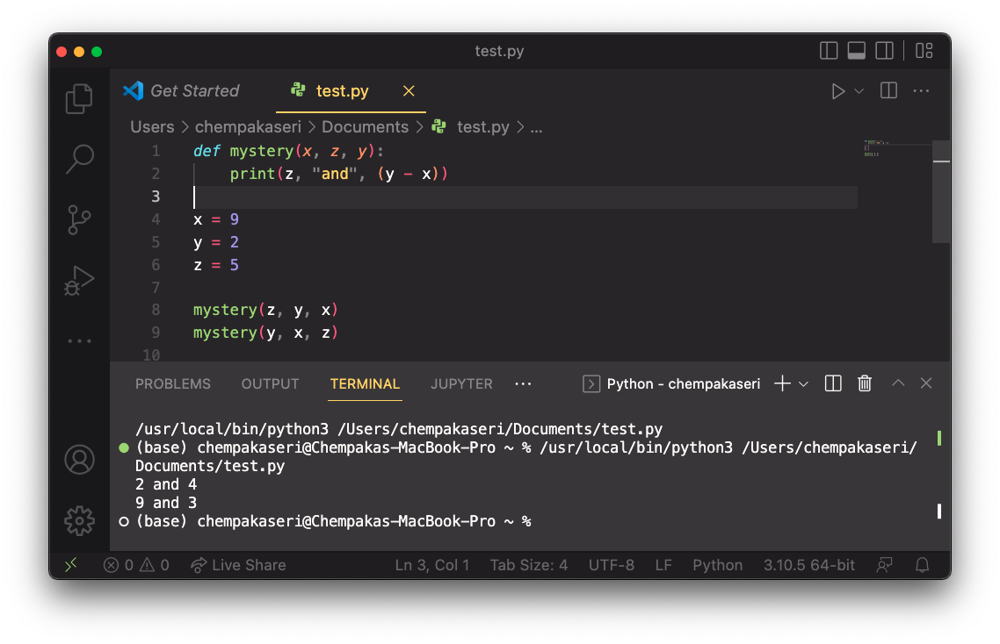 test.py
Get Started test.py
Users > chempakaseri > Documents > test.py > ...
1 def mystery(x, z, y):
2     print(z, "and", (y - x))
3
4 x = 9
5 y = 2
6 z = 5
7
8 mystery(z, y, x)
9 mystery(y, x, z)
10
PROBLEMS OUTPUT TERMINAL JUPYTER ... Python - chempakaseri
/usr/local/bin/python3 /Users/chempakaseri/Documents/test.py
(base) chempakaseri@Chempakas-MacBook-Pro ~ % /usr/local/bin/python3 /Users/chempakaseri/
Documents/test.py
2 and 4
9 and 3
(base) chempakaseri@Chempakas-MacBook-Pro ~ %
0 0 Live Share Ln 3, Col 1 Tab Size: 4 UTF-8 LF Python 3.10.5 64-bit